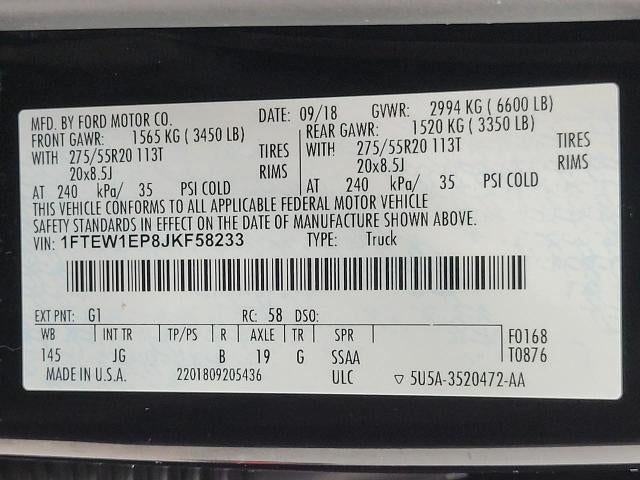 MFD. BY FORD MOTOR CO. DATE: 09/18 GVWR: 2994 KG ( 6600 LB)
FRONT GAWR: 1565 KG ( 3450 LB) REAR GAWR: 1520 KG ( 3350 LB)
WITH 275/55R20 113T TIRES WITH 275/55R20 113T TIRES
20x8.5J RIMS 20x8.5J RIMS
AT 240 kPa/ 35 PSI COLD AT 240 kPa/ 35 PSI COLD
THIS VEHICLE CONFORMS TO ALL APPLICABLE FEDERAL MOTOR VEHICLE
SAFETY STANDARDS IN EFFECT ON THE DATE OF MANUFACTURE SHOWN ABOVE.
VIN: 1FTEW1EP8JKF58233 TYPE: Truck
EXT PNT: G1 RC: 58 DSO:
WB INT TR TP/PS R AXLE TR SPR F0168
145 JG B 19 G SSAA T0876
MADE IN U.S.A. 2201809205436 ULC ▽ 5U5A-3520472-AA